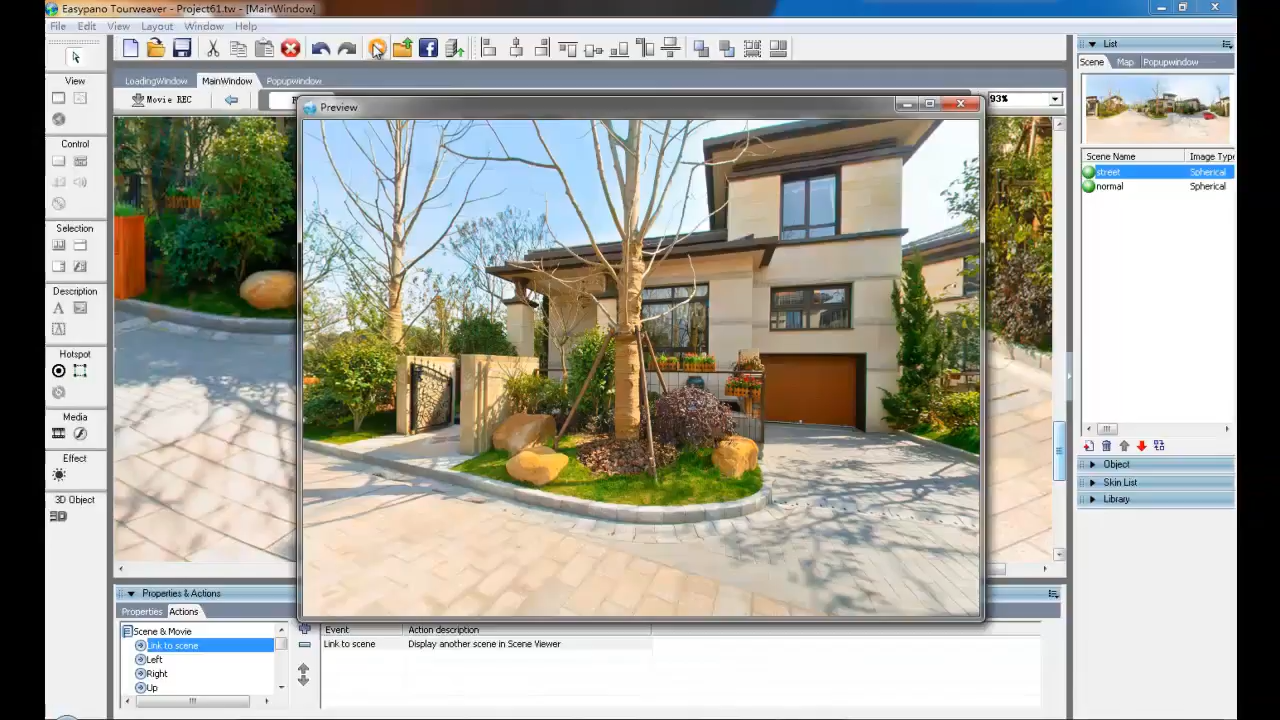 Easypano Tourweaver - Project61.tw - [MainWindow]
File Edit View Layout Window Help
LoadingWindow MainWindow Popupwindow
Movie REC
93%
Preview
View
Control
Selection
Description
Hotspot
Media
Effect
3D Object
3D
List
Scene Map Popupwindow
Scene Name Image Typ
street Spherical
normal Spherical
Object
Skin List
Library
Properties & Actions
Properties Actions
Scene & Movie
Link to scene
Left
Right
Up
Event Action description
Link to scene Display another scene in Scene Viewer